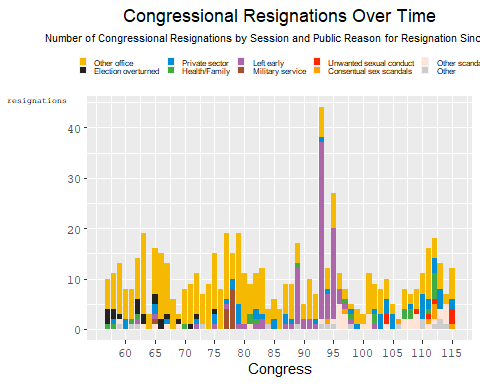 Congressional Resignations Over Time
Number of Congressional Resignations by Session and Public Reason for Resignation Sinc
Other office Private sector Left early Unwanted sexual conduct Other scanda
Election overturned Health/Family Military service Consentual sex scandals Other
resignations
40
30
20
10
0
60 65 70 75 80 85 90 95 100 105 110 115
Congress